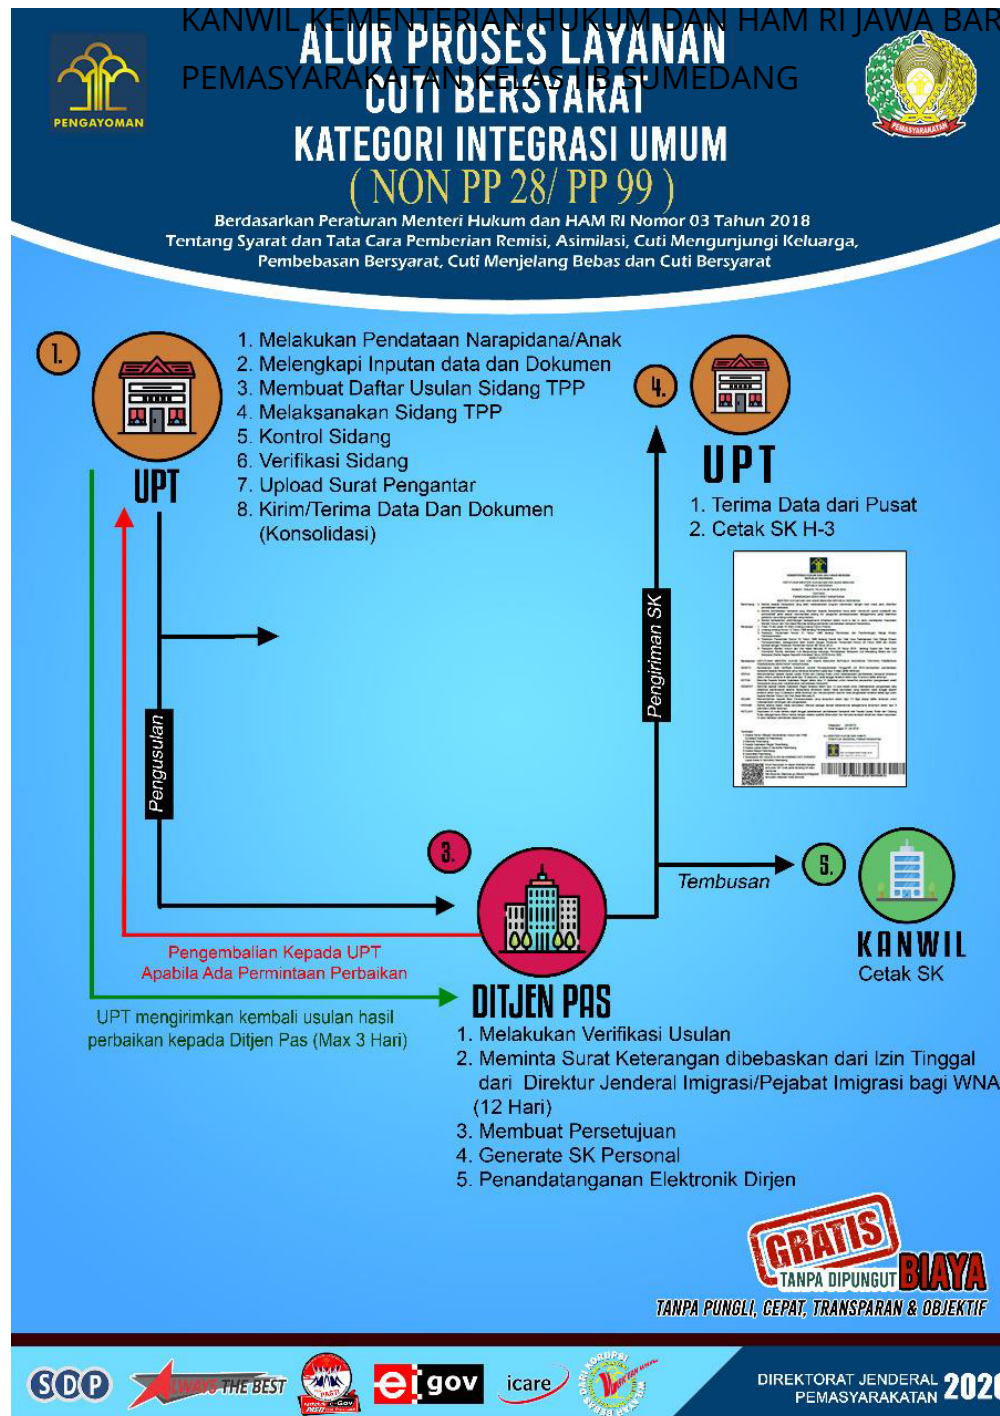 KANWIL KEMENTERIAN HUKUM DAN HAM RI JAWA BAR
PEMASYARAKATAN KELAS IIB SUMEDANG
ALUR PROSES LAYANAN
CUTI BERSYARAT
KATEGORI INTEGRASI UMUM
( NON PP 28/ PP 99 )
PENGAYOMAN
PEMASYARAKATAN
Berdasarkan Peraturan Menteri Hukum dan HAM RI Nomor 03 Tahun 2018
Tentang Syarat dan Tata Cara Pemberian Remisi, Asimilasi, Cuti Mengunjungi Keluarga,
Pembebasan Bersyarat, Cuti Menjelang Bebas dan Cuti Bersyarat
1.
UPT
1. Melakukan Pendataan Narapidana/Anak
2. Melengkapi Inputan data dan Dokumen
3. Membuat Daftar Usulan Sidang TPP
4. Melaksanakan Sidang TPP
5. Kontrol Sidang
6. Verifikasi Sidang
7. Upload Surat Pengantar
8. Kirim/Terima Data Dan Dokumen
(Konsolidasi)
4.
UPT
1. Terima Data dari Pusat
2. Cetak SK H-3
Pengusulan
Pengiriman SK
3.
Tembusan
5.
KANWIL
Cetak SK
Pengembalian Kepada UPT
Apabila Ada Permintaan Perbaikan
UPT mengirimkan kembali usulan hasil
perbaikan kepada Ditjen Pas (Max 3 Hari)
DITJEN PAS
1. Melakukan Verifikasi Usulan
2. Meminta Surat Keterangan dibebaskan dari Izin Tinggal
dari Direktur Jenderal Imigrasi/Pejabat Imigrasi bagi WNA
(12 Hari)
3. Membuat Persetujuan
4. Generate SK Personal
5. Penandatanganan Elektronik Dirjen
GRATIS
TANPA DIPUNGUT BIAYA
TANPA PUNGLI, CEPAT, TRANSPARAN & OBJEKTIF
SDP
ALWAYS THE BEST
PASTI
e-Gov
e gov
icare
DIREKTORAT JENDERAL
PEMASYARAKATAN 2020